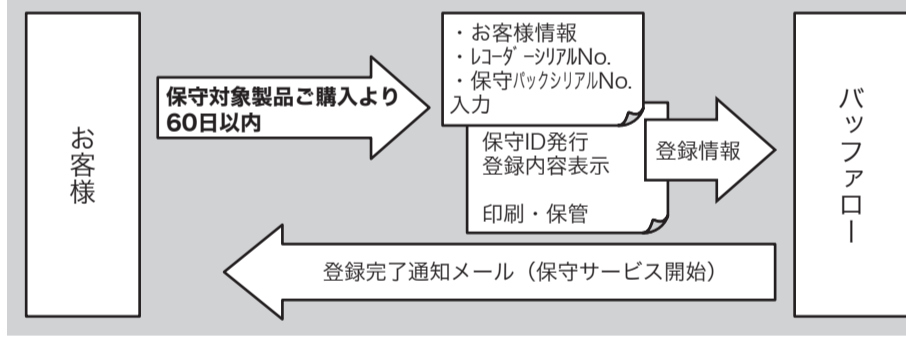 お客様
保守対象製品ご購入より
60日以内
・お客様情報
・ﾚｺｰﾀﾞｰｼﾘｱﾙNo.
・保守ﾊﾟｯｸｼﾘｱﾙNo.
入力
保守ID発行
登録内容表示
印刷・保管
登録情報
バッファロー
登録完了通知メール（保守サービス開始）